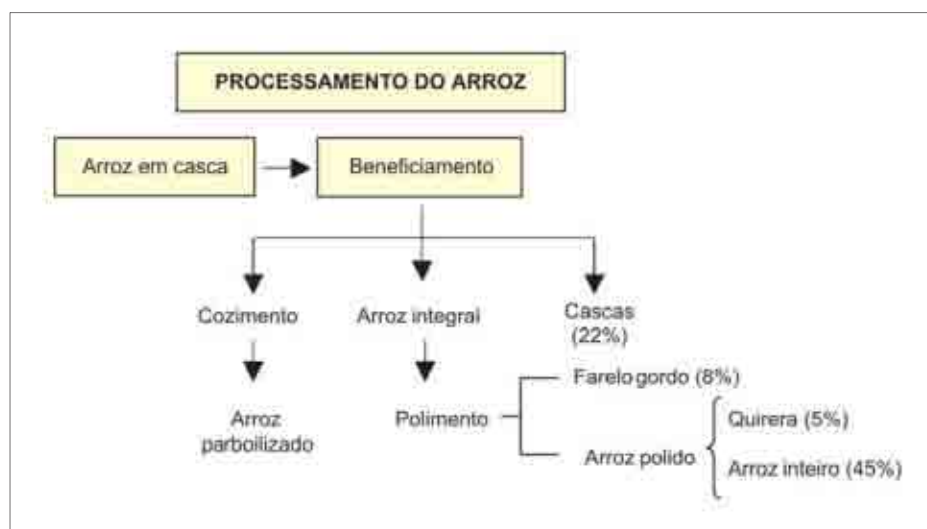 PROCESSAMENTO DO ARROZ
Arroz em casca
Beneficiamento
Cozimento
Arroz integral
Cascas
(22%)
Arroz
parboilizado
Polimento
Farelo gordo (8%)
Arroz polido
Quirera (5%)
Arroz inteiro (45%)